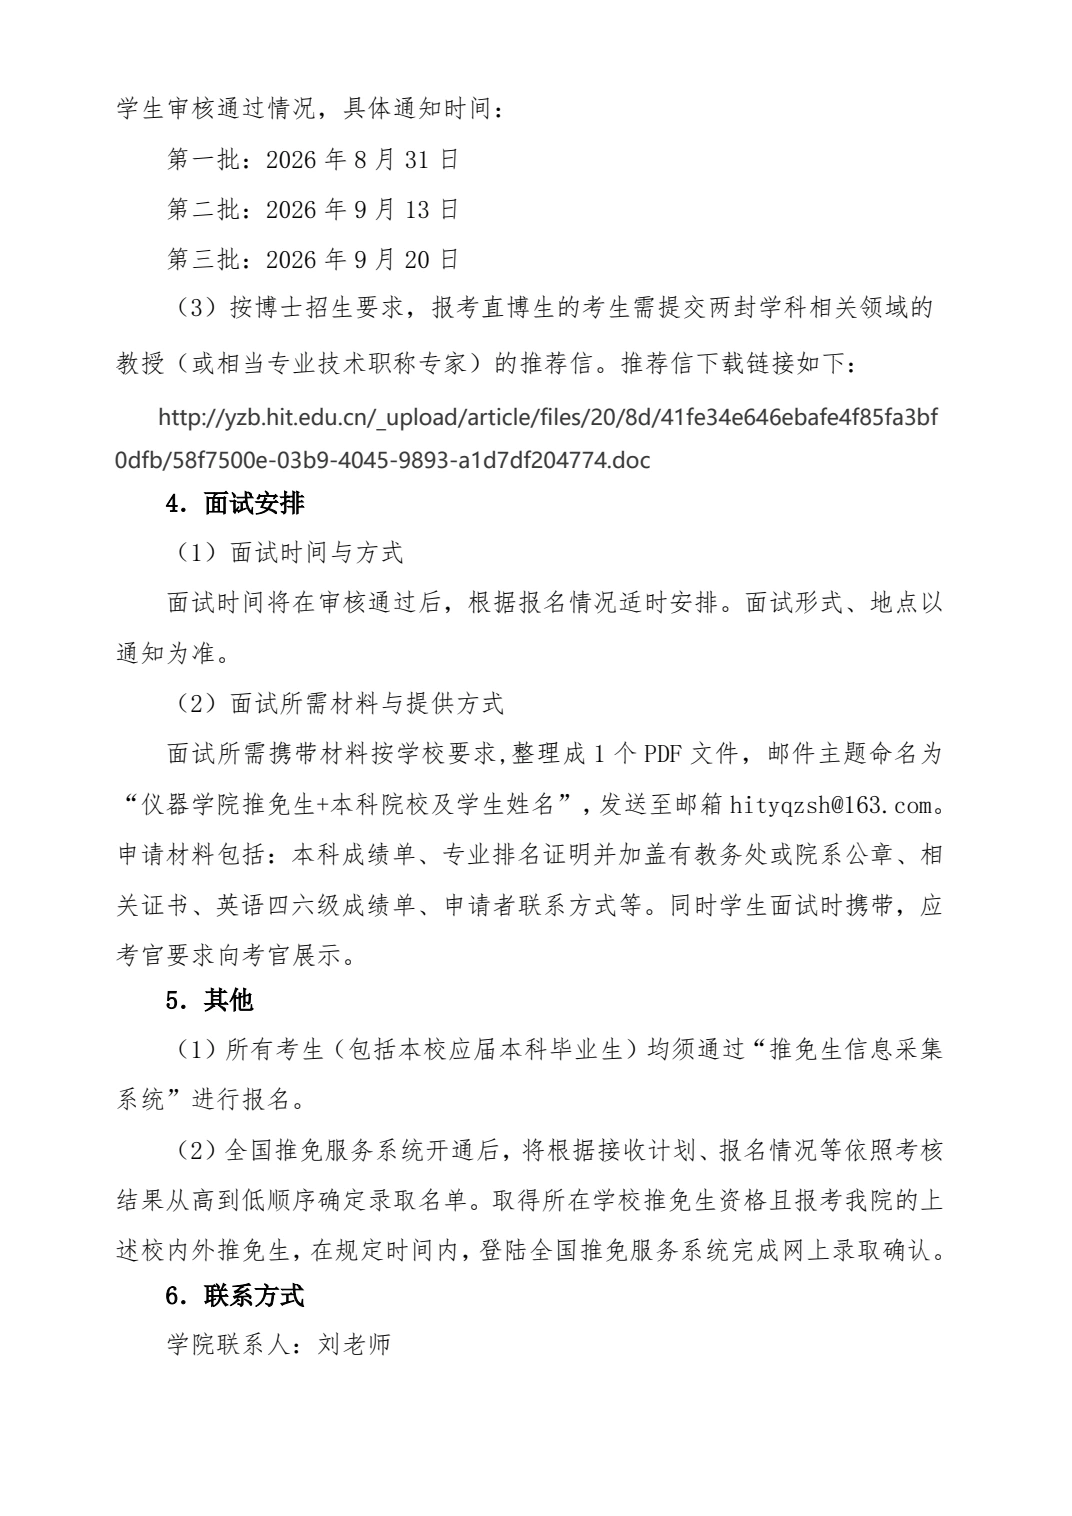 学生审核通过情况，具体通知时间：
第一批：2026 年 8 月 31 日
第二批：2026 年 9 月 13 日
第三批：2026 年 9 月 20 日
（3）按博士招生要求，报考直博生的考生需提交两封学科相关领域的
教授（或相当专业技术职称专家）的推荐信。推荐信下载链接如下：
http://yzb.hit.edu.cn/_upload/article/files/20/8d/41fe34e646ebafe4f85fa3bf
0dfb/58f7500e-03b9-4045-9893-a1d7df204774.doc
4．面试安排
（1）面试时间与方式
面试时间将在审核通过后，根据报名情况适时安排。面试形式、地点以
通知为准。
（2）面试所需材料与提供方式
面试所需携带材料按学校要求,整理成 1 个 PDF 文件，邮件主题命名为
“仪器学院推免生+本科院校及学生姓名”,发送至邮箱 hityqzsh@163.com。
申请材料包括：本科成绩单、专业排名证明并加盖有教务处或院系公章、相
关证书、英语四六级成绩单、申请者联系方式等。同时学生面试时携带，应
考官要求向考官展示。
5．其他
（1）所有考生（包括本校应届本科毕业生）均须通过“推免生信息采集
系统”进行报名。
（2）全国推免服务系统开通后，将根据接收计划、报名情况等依照考核
结果从高到低顺序确定录取名单。取得所在学校推免生资格且报考我院的上
述校内外推免生，在规定时间内，登陆全国推免服务系统完成网上录取确认。
6．联系方式
学院联系人：刘老师